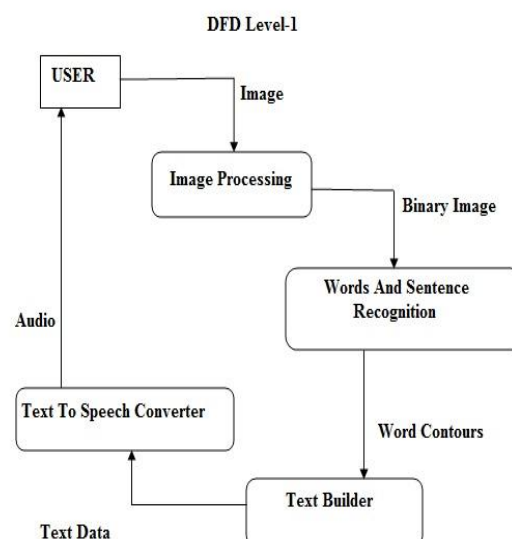 DFD Level-1
USER
Image
Image Processing
Binary Image
Words And Sentence
Recognition
Audio
Text To Speech Converter
Word Contours
Text Builder
Text Data